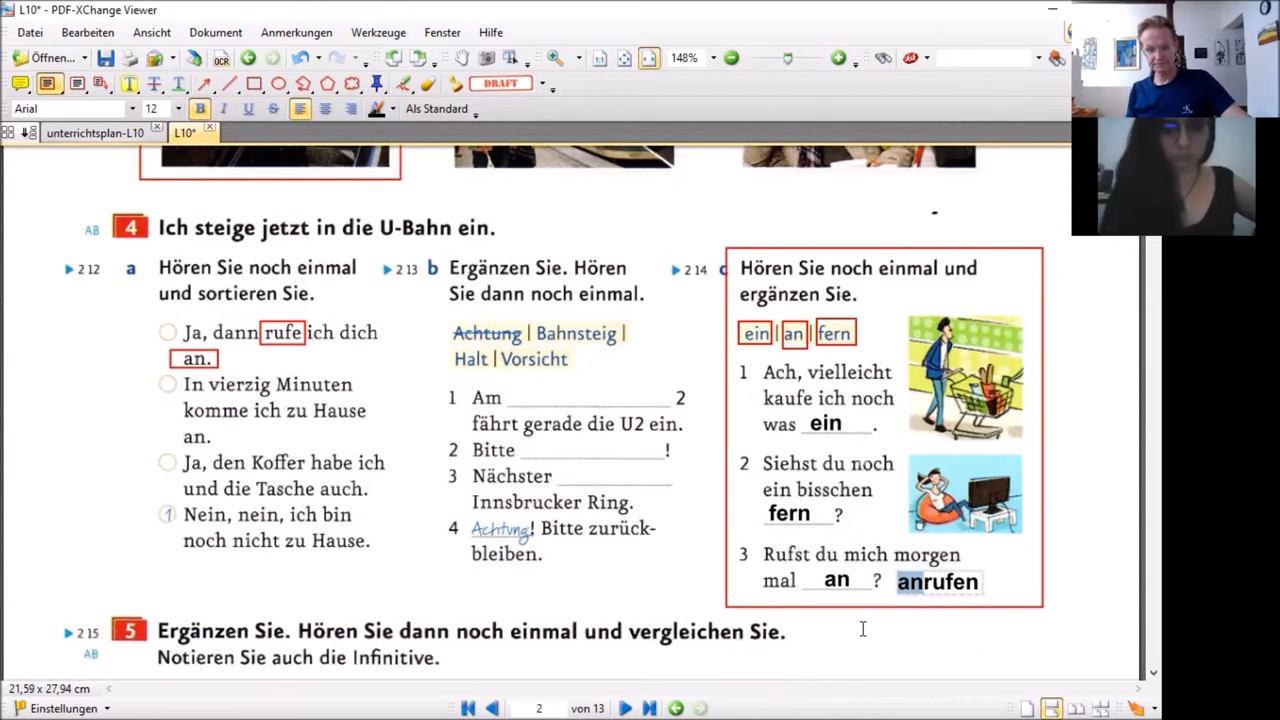 L10* - PDF-XChange Viewer
Datei Bearbeiten Ansicht Dokument Anmerkungen Werkzeuge Fenster Hilfe
Öffnen... OCR 148%
DRAFT
Arial 12 B I U S Als Standard
unterrichtsplan-L10 L10*
AB 4 Ich steige jetzt in die U-Bahn ein.
2 12 a Hören Sie noch einmal
und sortieren Sie.
Ja, dann rufe ich dich
an.
In vierzig Minuten
komme ich zu Hause
an.
Ja, den Koffer habe ich
und die Tasche auch.
1 Nein, nein, ich bin
noch nicht zu Hause.
2 13 b Ergänzen Sie. Hören
Sie dann noch einmal.
Achtung | Bahnsteig |
Halt | Vorsicht
1 Am ____ 2
fährt gerade die U2 ein.
2 Bitte ____!
3 Nächster ____
Innsbrucker Ring.
4 Achtung! Bitte zurück-
bleiben.
2 14 c Hören Sie noch einmal und
ergänzen Sie.
ein | an | fern
1 Ach, vielleicht
kaufe ich noch
was ein.
2 Siehst du noch
ein bisschen
fern ?
3 Rufst du mich morgen
mal an ? anrufen
2 15 5 Ergänzen Sie. Hören Sie dann noch einmal und vergleichen Sie.
AB Notieren Sie auch die Infinitive.
21,59 x 27,94 cm
Einstellungen 2 von 13